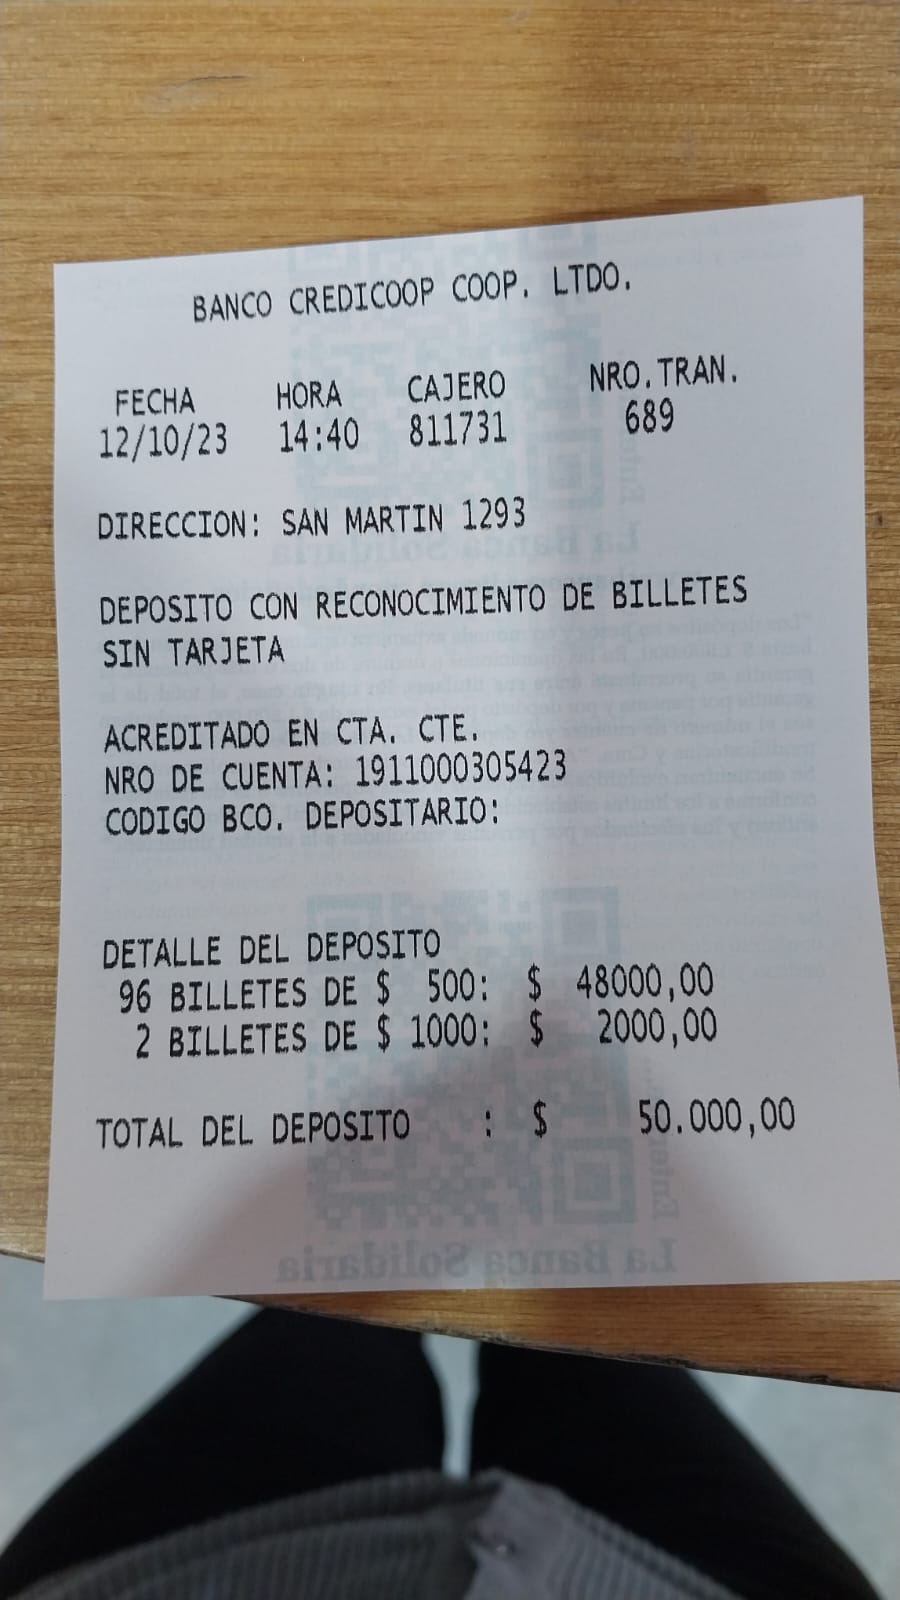 BANCO CREDICOOP COOP. LTDO.
FECHA HORA CAJERO NRO.TRAN.
12/10/23 14:40 811731 689
DIRECCION: SAN MARTIN 1293
DEPOSITO CON RECONOCIMIENTO DE BILLETES
SIN TARJETA
ACREDITADO EN CTA. CTE.
NRO DE CUENTA: 1911000305423
CODIGO BCO. DEPOSITARIO:
DETALLE DEL DEPOSITO
96 BILLETES DE $ 500: $ 48000,00
2 BILLETES DE $ 1000: $ 2000,00
TOTAL DEL DEPOSITO : $ 50.000,00
La Banca Solidaria